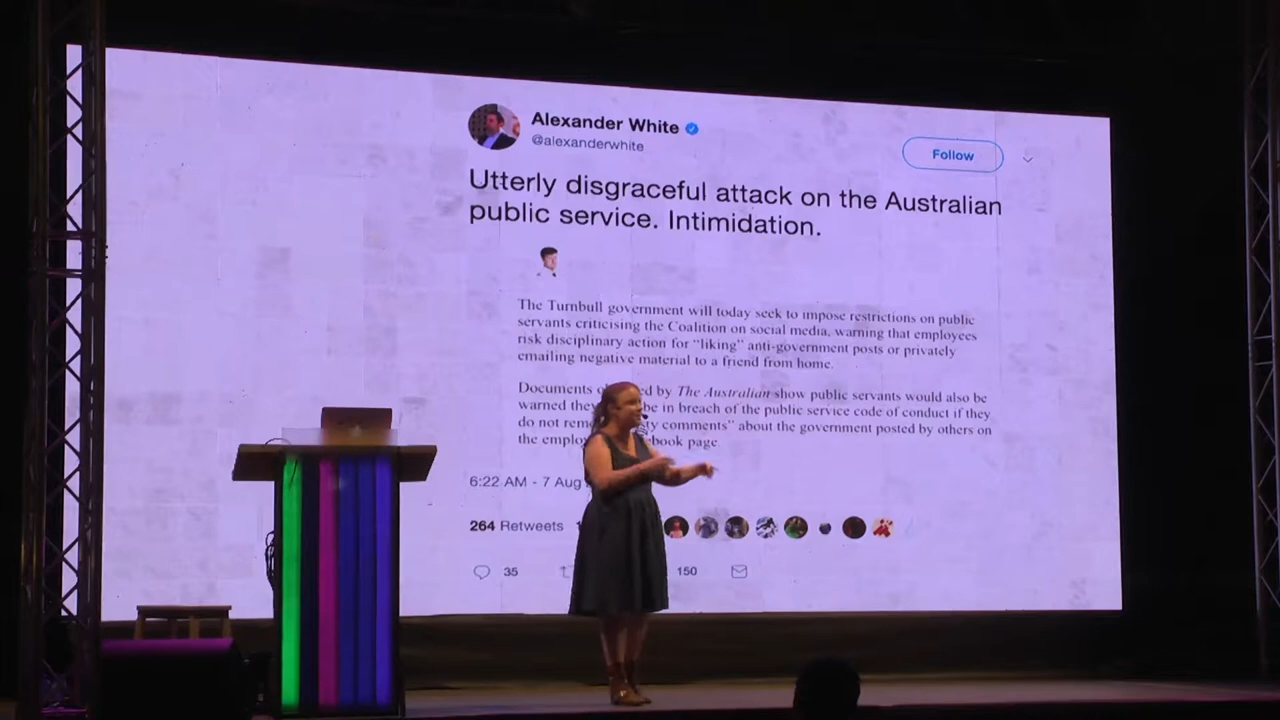 Alexander White
@alexanderwhite
Follow
Utterly disgraceful attack on the Australian
public service. Intimidation.
The Turnbull government will today seek to impose restrictions on public
servants criticising the Coalition on social media, warning that employees
risk disciplinary action for "liking" anti-government posts or privately
emailing negative material to a friend from home.
Documents by The Australian show public servants would also be
warned be in breach of the public service code of conduct if they
do not comments" about the government posted by others on
the page.
6:22 AM - 7 Aug
264 Retweets
35
150